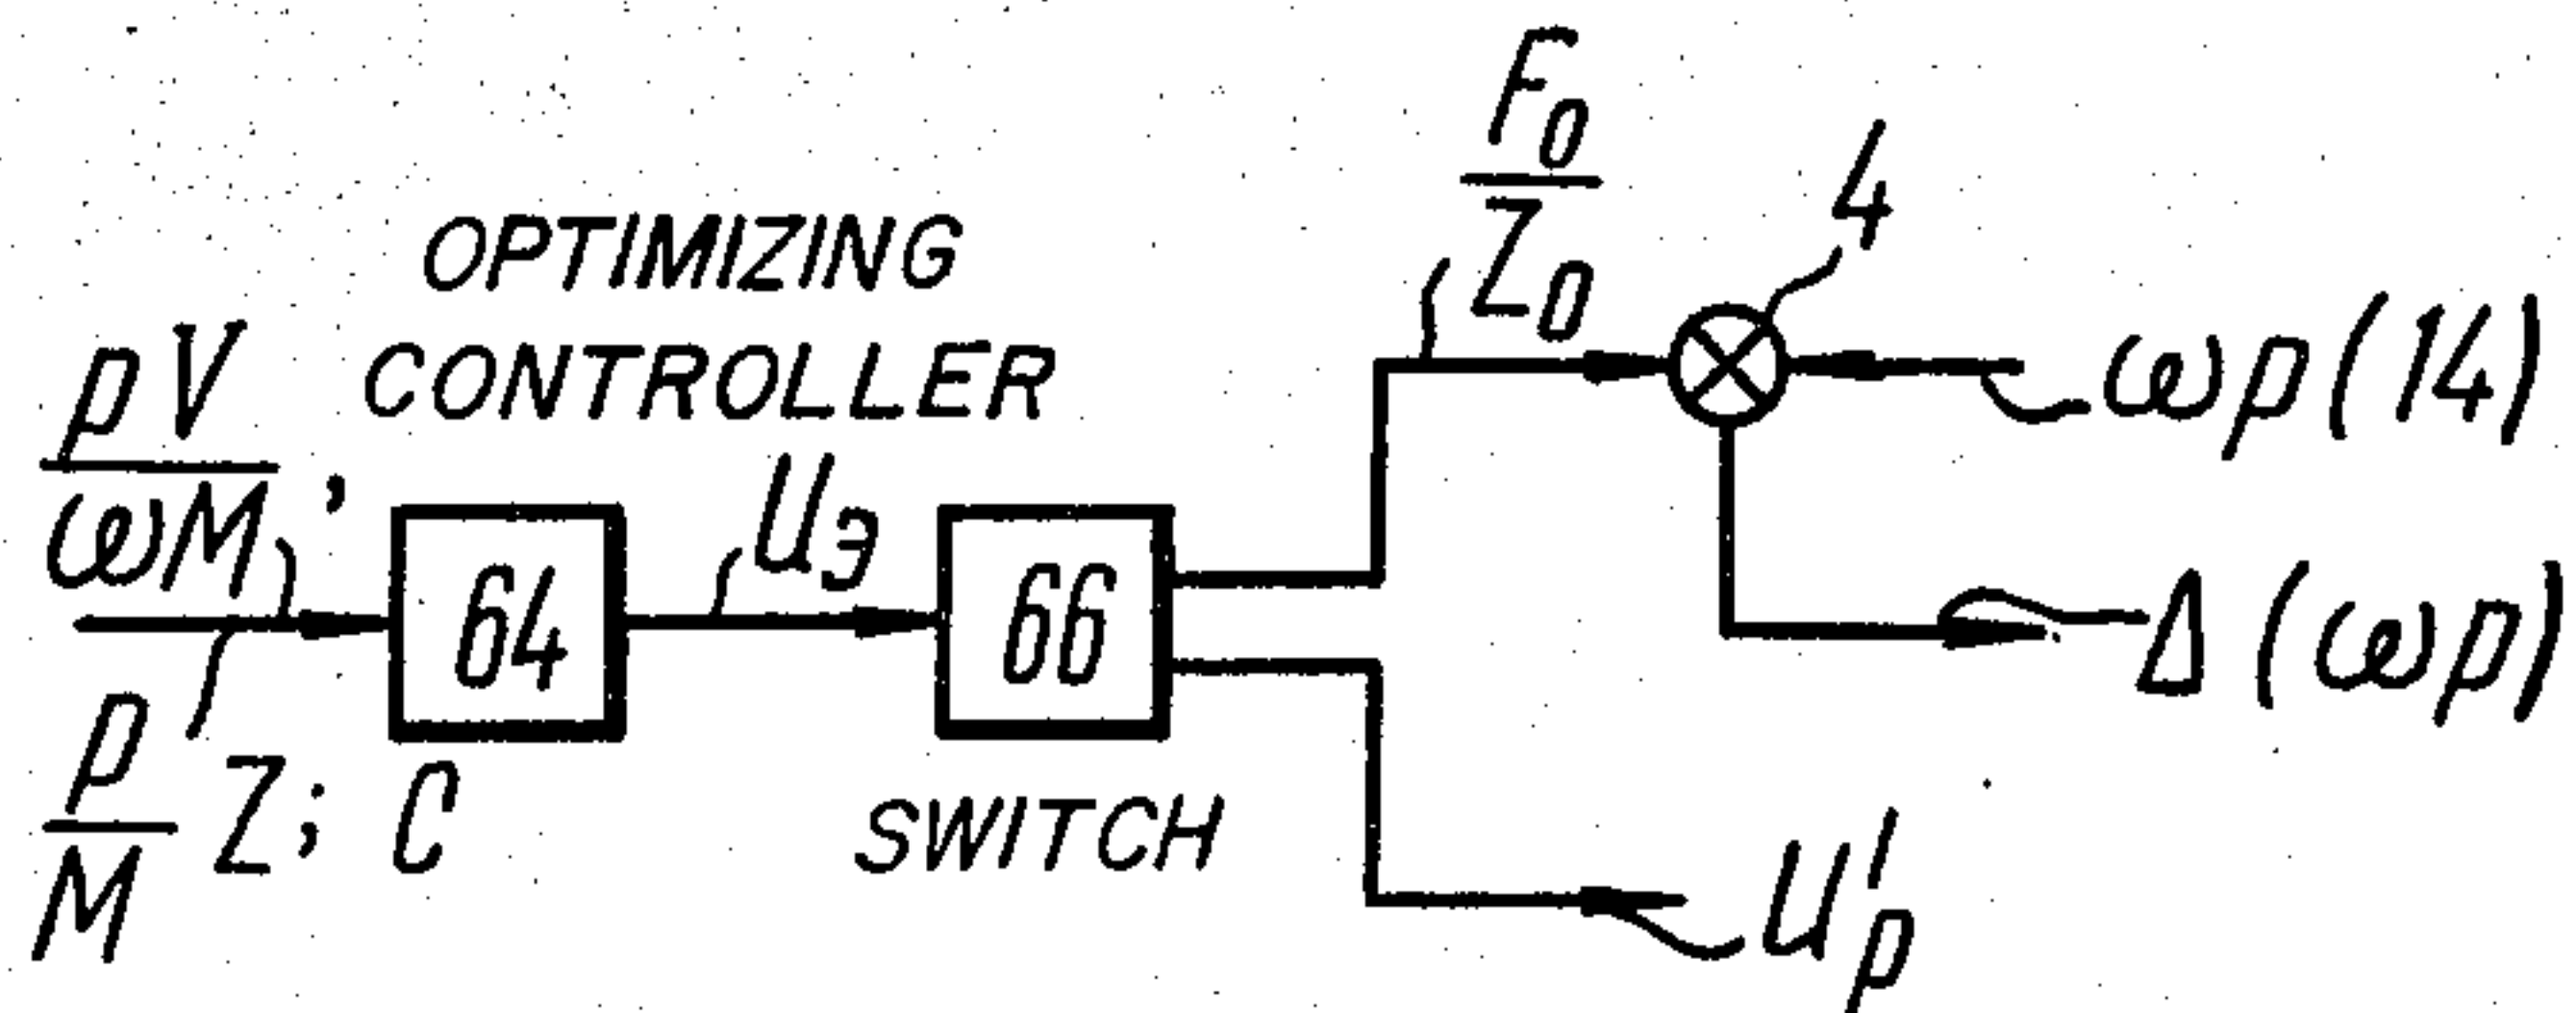 OPTIMIZING
CONTROLLER
pV
ωM ,
p
M Z; C
64
Uэ
66
SWITCH
F0
Z0
4
ωp(14)
Δ(ωp)
U'p